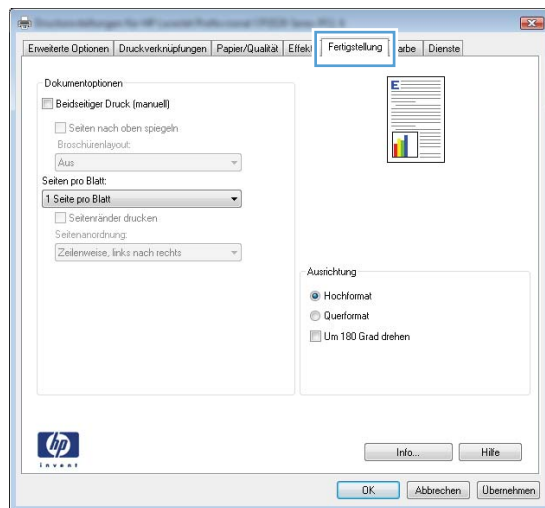 Erweiterte Optionen Druckverknüpfungen Papier/Qualität Effek Fertigstellung arbe Dienste
Dokumentoptionen
Beidseitiger Druck (manuell)
Seiten nach oben spiegeln
Broschürenlayout:
Aus
Seiten pro Blatt:
1 Seite pro Blatt
Seitenränder drucken
Seitenanordnung:
Zeilenweise, links nach rechts
E
Ausrichtung
Hochformat
Querformat
Um 180 Grad drehen
hp
invent
Info... Hilfe
OK Abbrechen Übernehmen